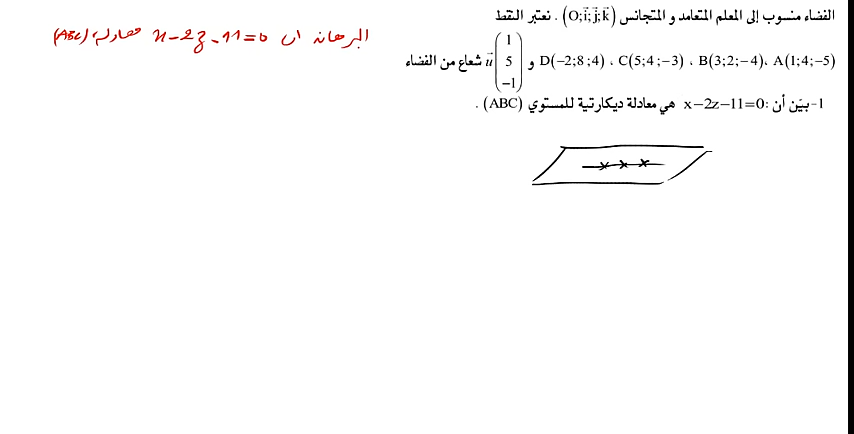 الفضاء منسوب إلى المعلم المتعامد و المتجانس (O;i⃗;j⃗;k⃗) . نعتبر النقط
A(1;4;−5) ،B(3;2;−4) ، C(5;4;−3) ، D(−2;8;4) و u⃗(1 5 −1) شعاع من الفضاء
1-بيّن أن :x−2z−11=0 هي معادلة ديكارتية للمستوي (ABC) .
البرهان ان x-2z-11=0 معادلة (ABC)